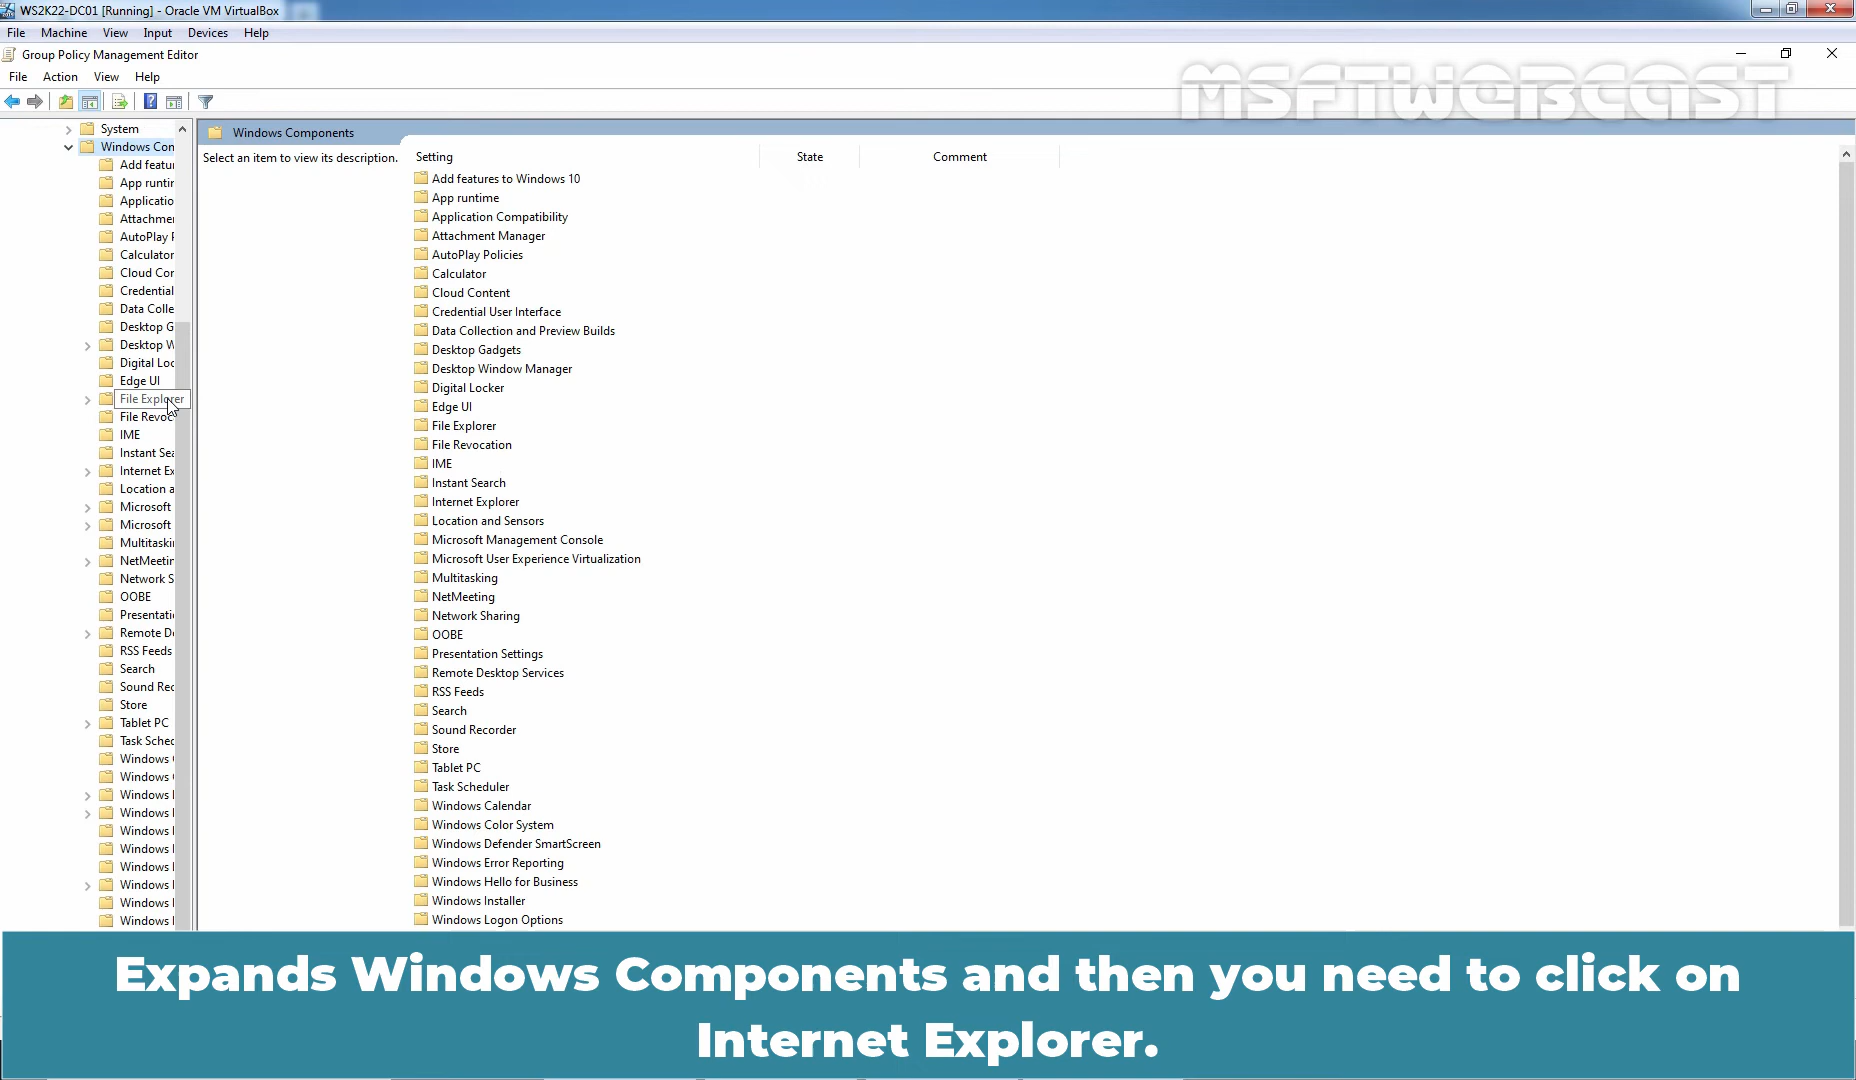 WS2K22-DC01 [Running] - Oracle VM VirtualBox
File Machine View Input Devices Help
Group Policy Management Editor
File Action View Help
MSFTWEBCAST
System
Windows Con
Add featu
App runtir
Applicatio
Attachme
AutoPlay P
Calculator
Cloud Cor
Credential
Data Colle
Desktop G
Desktop W
Digital Loc
Edge UI
File Explorer
File Revoc
IME
Instant Sea
Internet Ex
Location a
Microsoft
Microsoft
Multitaski
NetMeetin
Network S
OOBE
Presentati
Remote De
RSS Feeds
Search
Sound Rec
Store
Tablet PC
Task Sched
Windows
Windows
Windows
Windows
Windows
Windows
Windows
Windows
Windows
Windows
Windows Components
Select an item to view its description.
Setting State Comment
Add features to Windows 10
App runtime
Application Compatibility
Attachment Manager
AutoPlay Policies
Calculator
Cloud Content
Credential User Interface
Data Collection and Preview Builds
Desktop Gadgets
Desktop Window Manager
Digital Locker
Edge UI
File Explorer
File Revocation
IME
Instant Search
Internet Explorer
Location and Sensors
Microsoft Management Console
Microsoft User Experience Virtualization
Multitasking
NetMeeting
Network Sharing
OOBE
Presentation Settings
Remote Desktop Services
RSS Feeds
Search
Sound Recorder
Store
Tablet PC
Task Scheduler
Windows Calendar
Windows Color System
Windows Defender SmartScreen
Windows Error Reporting
Windows Hello for Business
Windows Installer
Windows Logon Options
Expands Windows Components and then you need to click on
Internet Explorer.